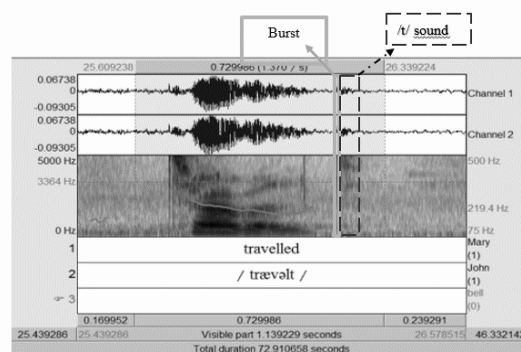 Burst
/t/ sound
25.609238 0.729986 (1.370 / s) 26.339224
0.06738
0
-0.09305
Channel 1
0.06738
0
-0.09305
Channel 2
5000 Hz
3364 Hz
0 Hz
500 Hz
219.4 Hz
75 Hz
1 travelled Mary (1)
2 / trævəlt / John (1)
☞ 3 bell (0)
0.169952 0.729986 0.239291
25.439286 25.439286 Visible part 1.139229 seconds 26.578515 46.332142
Total duration 72.910658 seconds